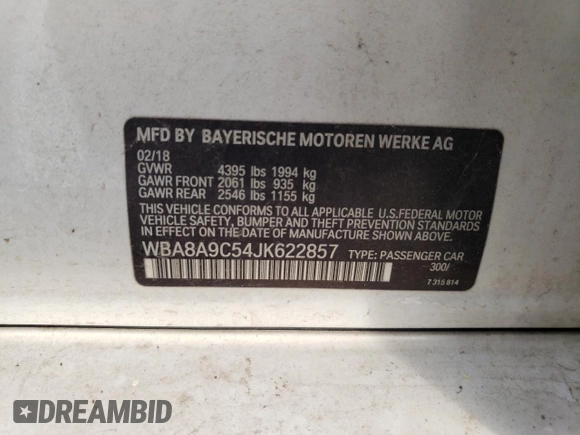 MFD BY BAYERISCHE MOTOREN WERKE AG
02/18
GVWR 4395 lbs 1994 kg
GAWR FRONT 2061 lbs 935 kg
GAWR REAR 2546 lbs 1155 kg
THIS VEHICLE CONFORMS TO ALL APPLICABLE U.S.FEDERAL MOTOR
VEHICLE SAFETY, BUMPER AND THEFT PREVENTION STANDARDS
IN EFFECT ON THE DATE OF MANUFACTURE SHOWN ABOVE.
WBA8A9C54JK622857 TYPE: PASSENGER CAR
300/
7 315 814
DREAMBID